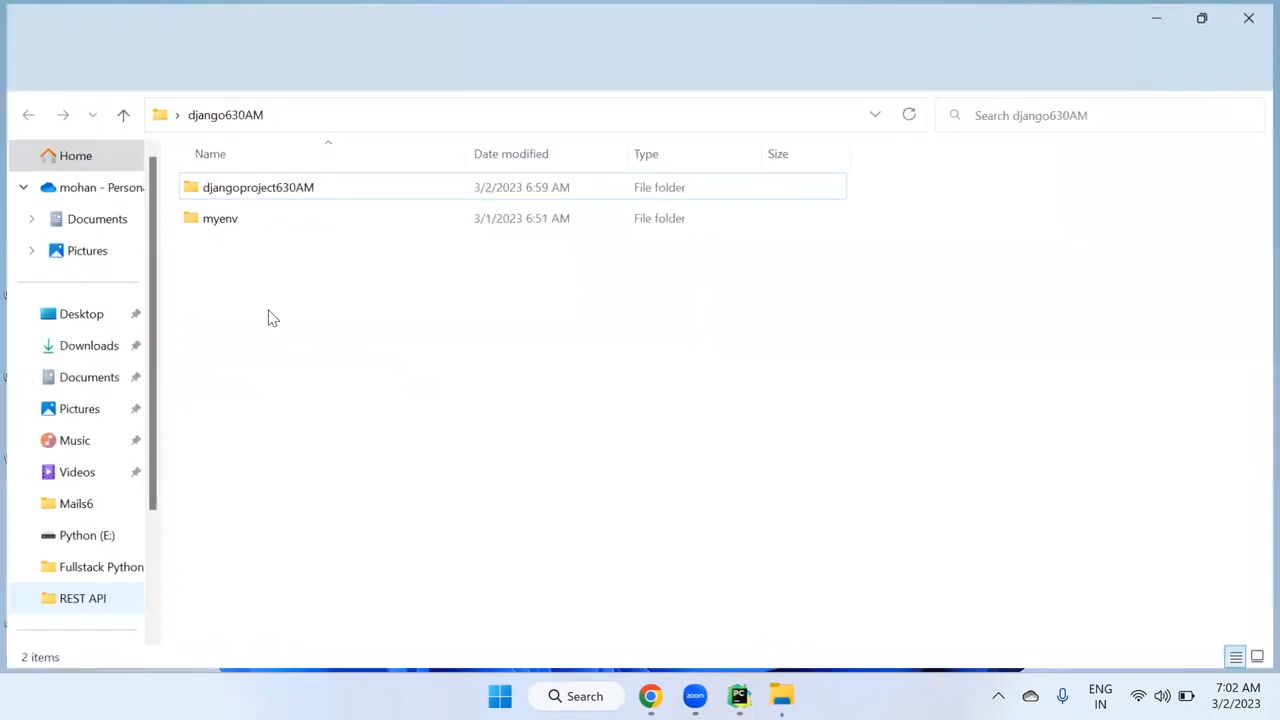 django630AM
Search django630AM
Home
mohan - Person
Documents
Pictures
Desktop
Downloads
Documents
Pictures
Music
Videos
Mails6
Python (E:)
Fullstack Python
REST API
Name Date modified Type Size
djangoproject630AM 3/2/2023 6:59 AM File folder
myenv 3/1/2023 6:51 AM File folder
2 items
Search
zoom
PC
ENG
IN
7:02 AM
3/2/2023